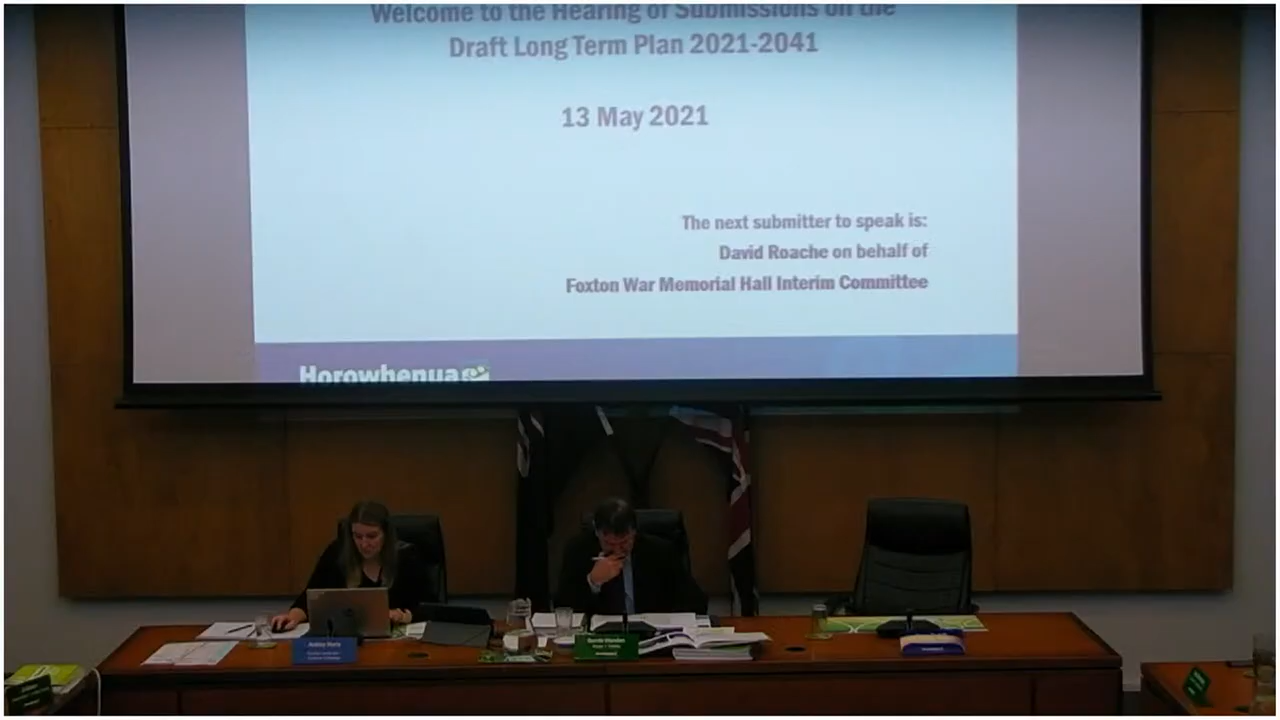 Welcome to the Hearing of Submissions on the
Draft Long Term Plan 2021-2041
13 May 2021
The next submitter to speak is:
David Roache on behalf of
Foxton War Memorial Hall Interim Committee
Horowhenua